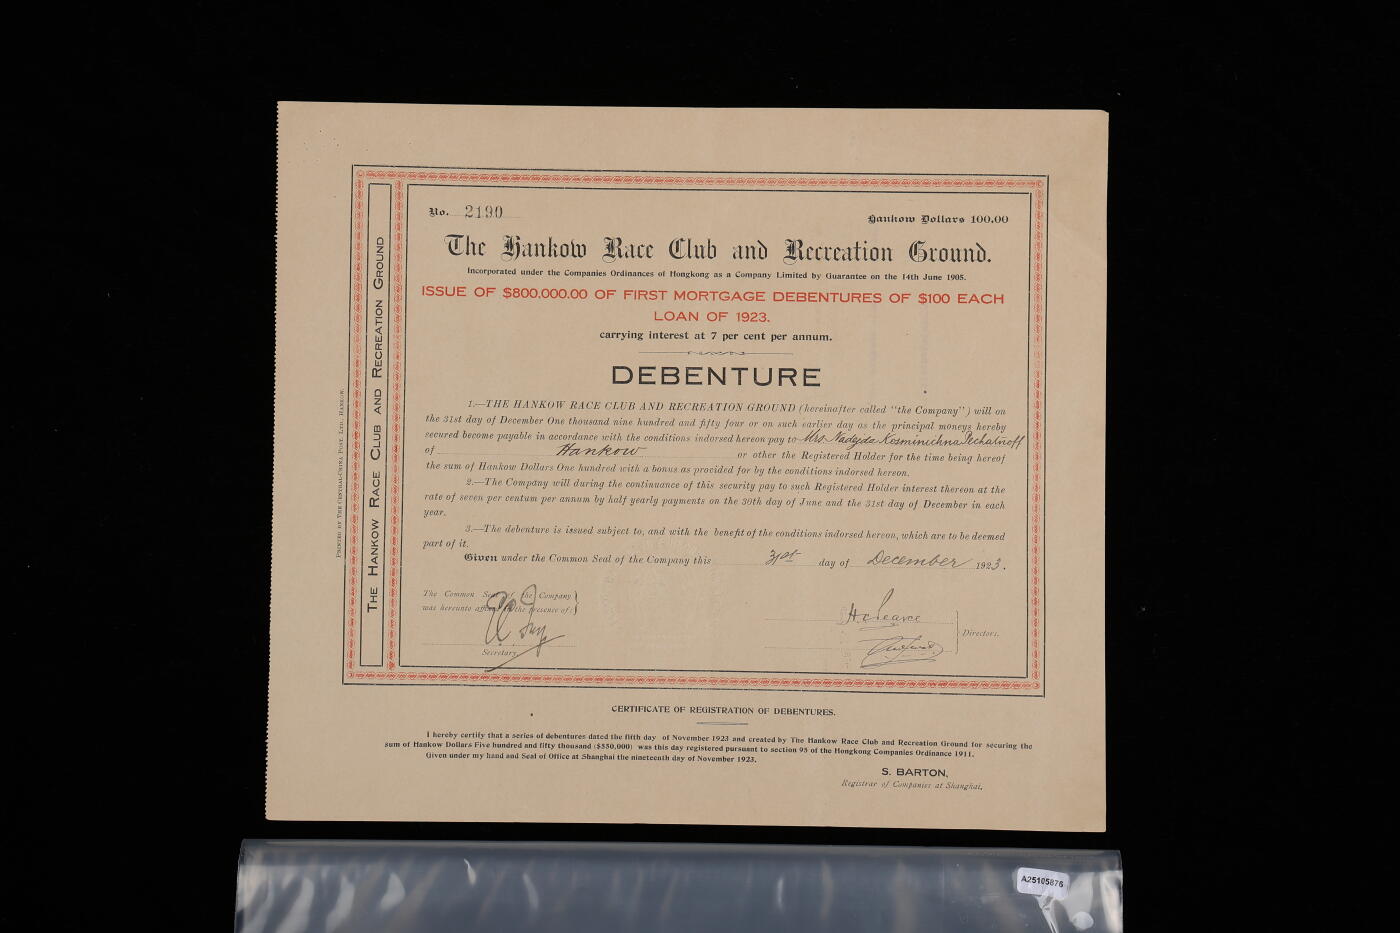 No. 2190
Hankow Dollars 100.00
The Hankow Race Club and Recreation Ground.
Incorporated under the Companies Ordinances of Hongkong as a Company Limited by Guarantee on the 14th June 1905.
ISSUE OF $800.000.00 OF FIRST MORTGAGE DEBENTURES OF $100 EACH
LOAN OF 1923.
carrying interest at 7 per cent per annum.
DEBENTURE
1.—THE HANKOW RACE CLUB AND RECREATION GROUND (hereinafter called "the Company") will on
the 31st day of December One thousand nine hundred and fifty four or on such earlier day as the principal moneys hereby
secured become payable in accordance with the conditions indorsed hereon pay to Mrs. Nadejda Kosminichna
of Hankow or other the Registered Holder for the time being hereof
the sum of Hankow Dollars One hundred with a bonus as provided for by the conditions indorsed hereon.
2.—The Company will during the continuance of this security pay to such Registered Holder interest thereon at the
rate of seven per centum per annum by half yearly payments on the 30th day of June and the 31st day of December in each
year.
3.—The debenture is issued subject to, and with the benefit of the conditions indorsed hereon, which are to be deemed
part of it.
Given under the Common Seal of the Company this 31st day of December 1923.
The Common Seal of the Company
was hereunto affixed in the presence of:
Secretary.
H. C. Pearce
Directors.
THE HANKOW RACE CLUB AND RECREATION GROUND
PRINTED BY THE CENTRAL-CHINA POST, LTD., HANKOW.
CERTIFICATE OF REGISTRATION OF DEBENTURES.
I hereby certify that a series of debentures dated the fifth day of November 1923 and created by The Hankow Race Club and Recreation Ground for securing the
sum of Hankow Dollars Five hundred and fifty thousand ($550,000) was this day registered pursuant to section 95 of the Hongkong Companies Ordinance 1911.
Given under my hand and Seal of Office at Shanghai the nineteenth day of November 1923.
S. BARTON,
Registrar of Companies at Shanghai.
A25105876